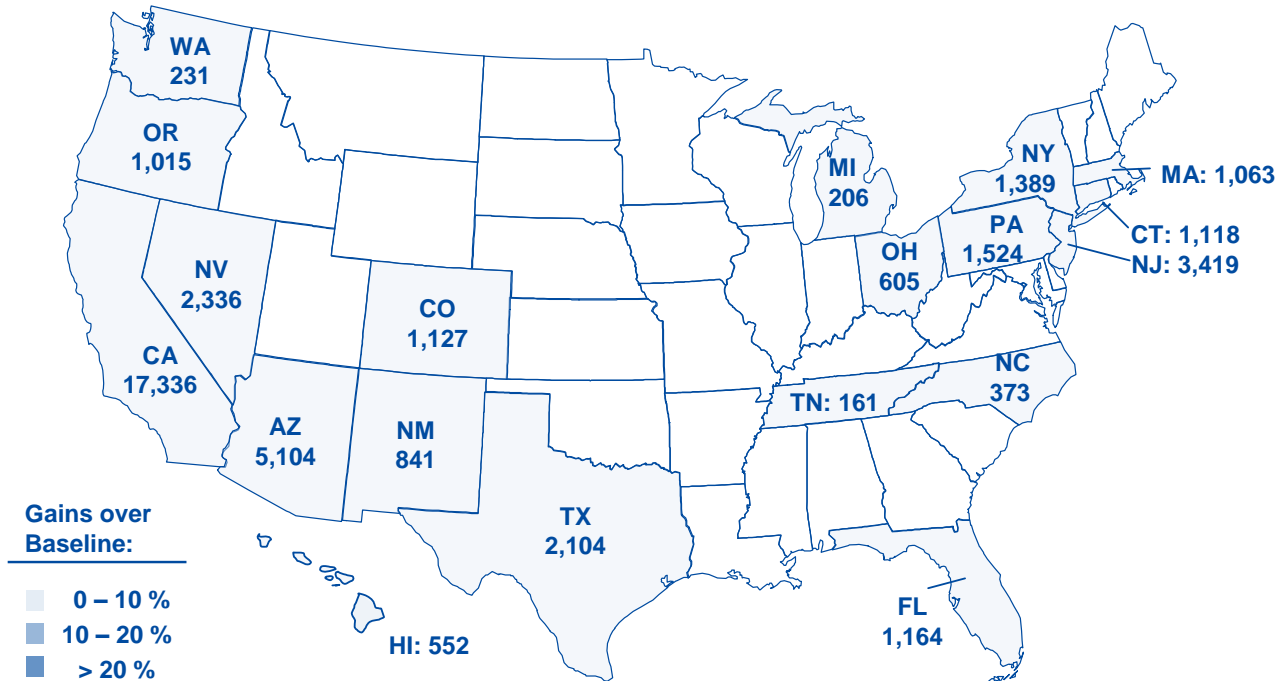 WA
231
OR
1,015
NV
2,336
CA
17,336
AZ
5,104
CO
1,127
NM
841
TX
2,104
MI
206
OH
605
NY
1,389
PA
1,524
MA: 1,063
CT: 1,118
NJ: 3,419
NC
373
TN: 161
FL
1,164
HI: 552
Gains over
Baseline:
0 – 10 %
10 – 20 %
> 20 %